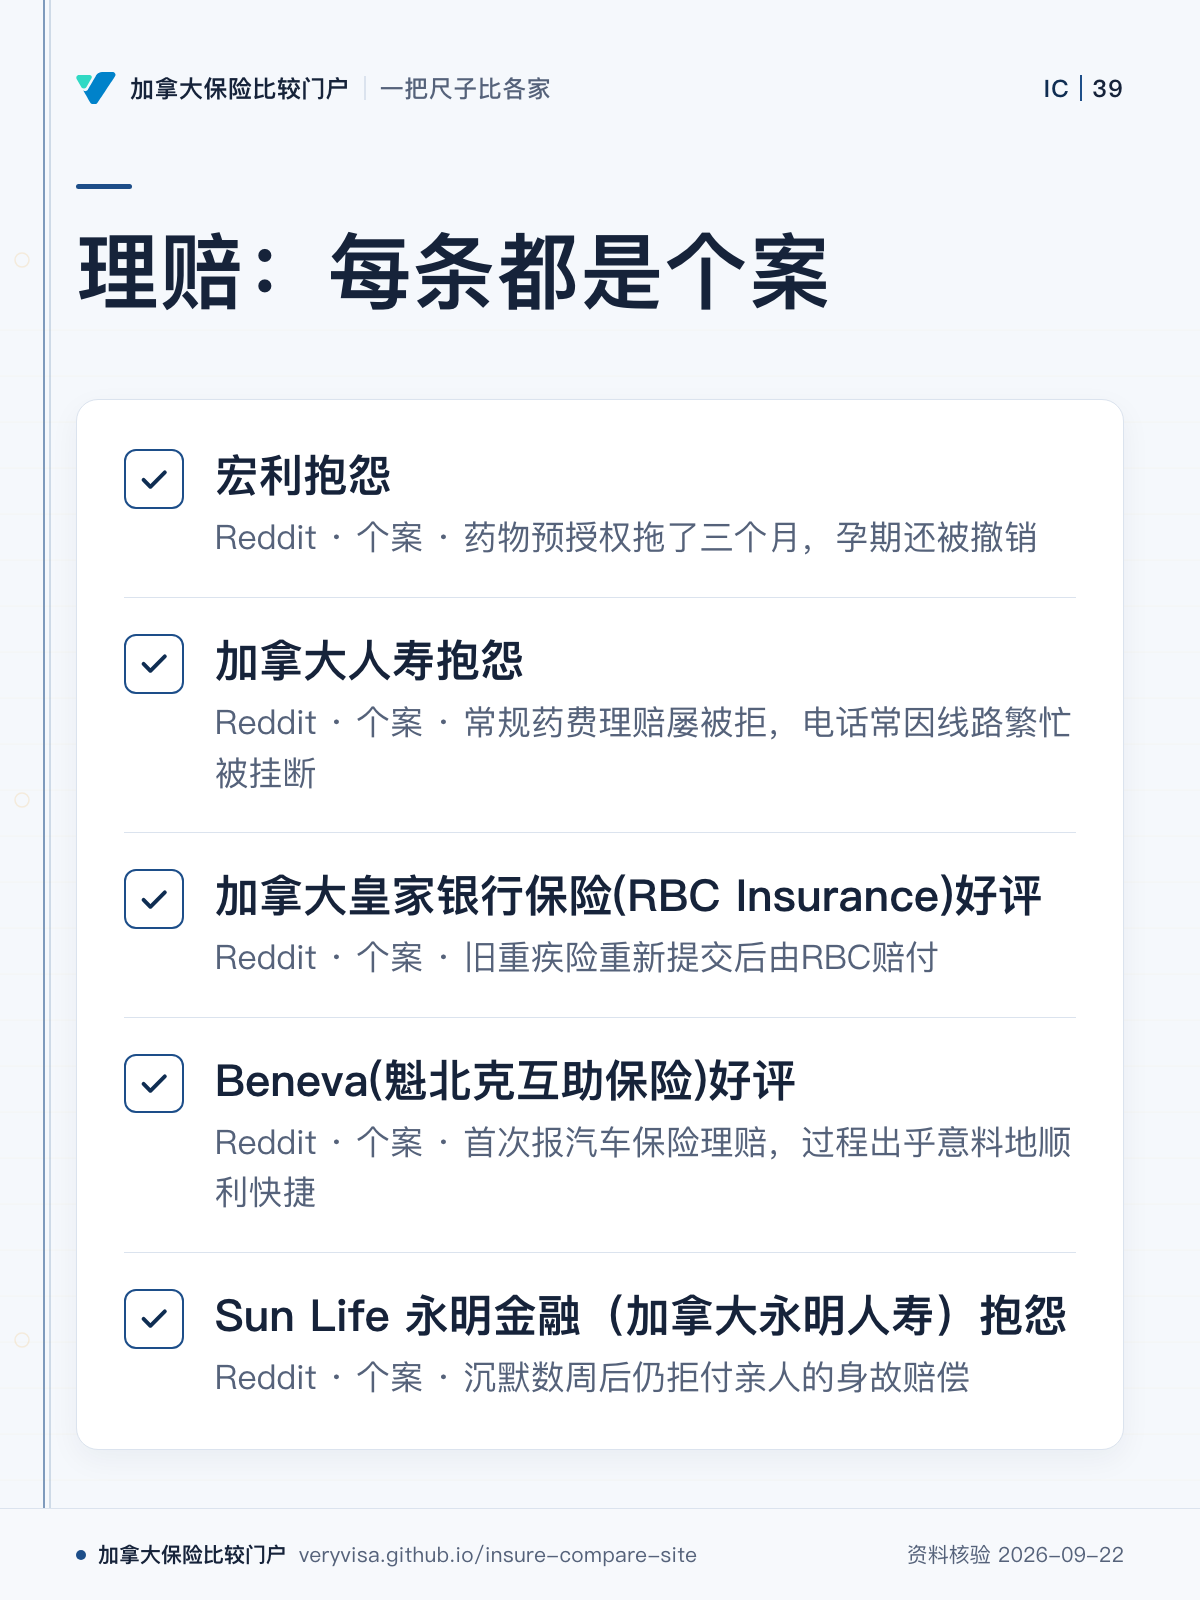 加拿大保险比较门户 | 一把尺子比各家
IC | 39
理赔：每条都是个案
宏利抱怨
Reddit · 个案 · 药物预授权拖了三个月，孕期还被撤销
加拿大人寿抱怨
Reddit · 个案 · 常规药费理赔屡被拒，电话常因线路繁忙
被挂断
加拿大皇家银行保险(RBC Insurance)好评
Reddit · 个案 · 旧重疾险重新提交后由RBC赔付
Beneva(魁北克互助保险)好评
Reddit · 个案 · 首次报汽车保险理赔，过程出乎意料地顺
利快捷
Sun Life 永明金融（加拿大永明人寿）抱怨
Reddit · 个案 · 沉默数周后仍拒付亲人的身故赔偿
加拿大保险比较门户 veryvisa.github.io/insure-compare-site
资料核验 2026-09-22